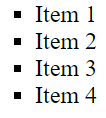 ▪ Item 1
▪ Item 2
▪ Item 3
▪ Item 4